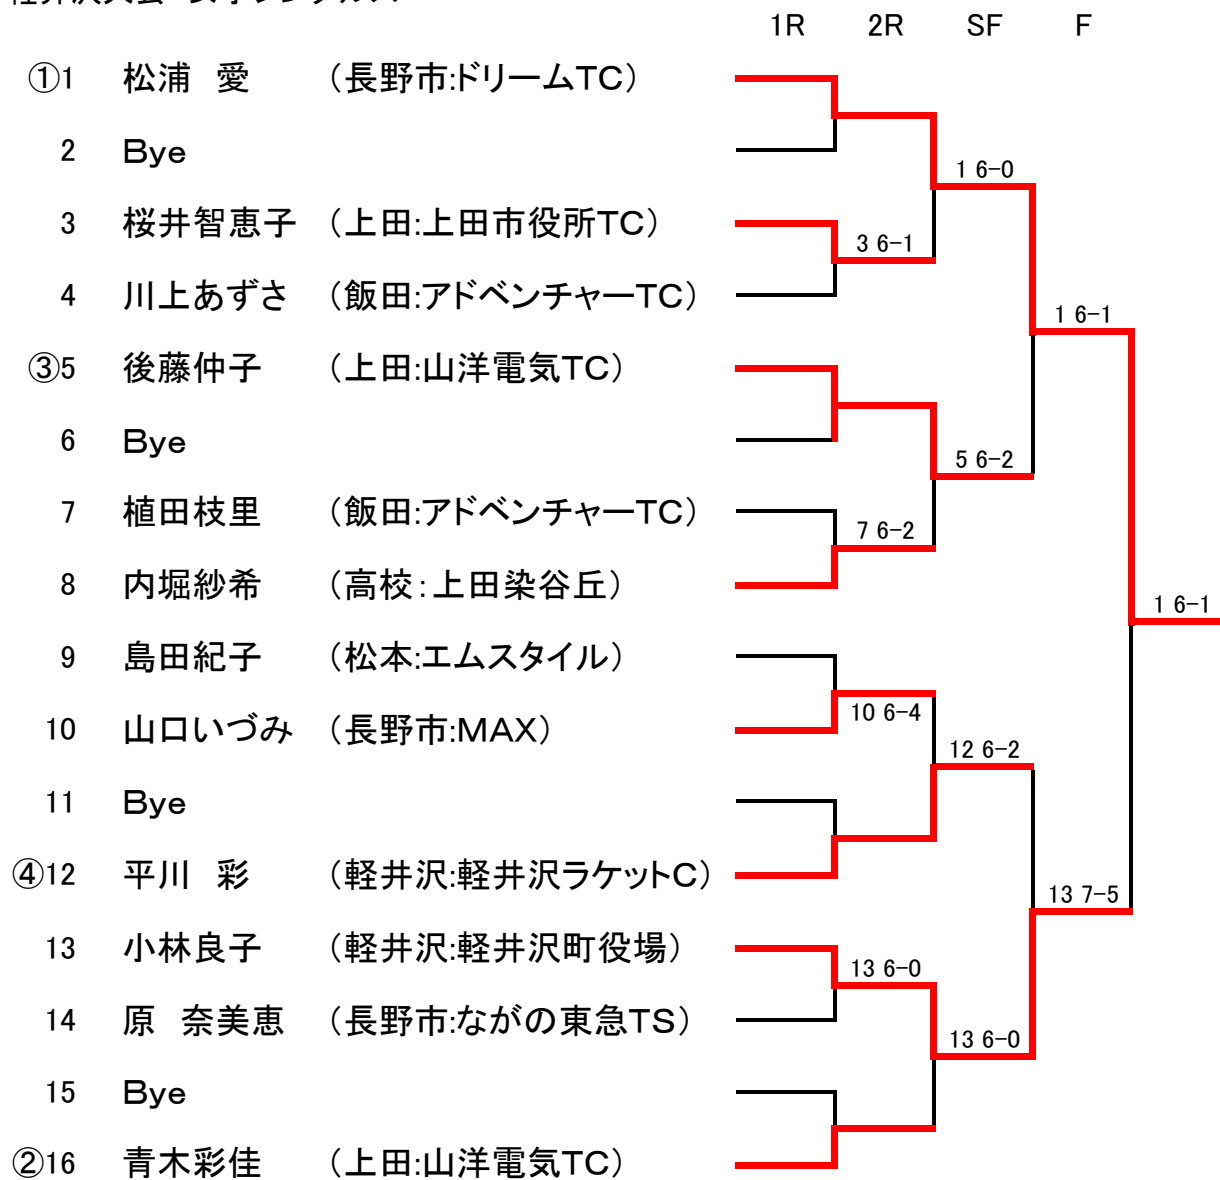 1R 2R SF F
①1 松浦 愛 (長野市:ドリームTC)
2 Bye
1 6-0
3 桜井智恵子 (上田:上田市役所TC)
3 6-1
4 川上あずさ (飯田:アドベンチャーTC)
1 6-1
③5 後藤仲子 (上田:山洋電気TC)
6 Bye
5 6-2
7 植田枝里 (飯田:アドベンチャーTC)
7 6-2
8 内堀紗希 (高校:上田染谷丘)
1 6-1
9 島田紀子 (松本:エムスタイル)
10 6-4
10 山口いづみ (長野市:MAX)
12 6-2
11 Bye
④12 平川 彩 (軽井沢:軽井沢ラケットC)
13 7-5
13 小林良子 (軽井沢:軽井沢町役場)
13 6-0
14 原 奈美恵 (長野市:ながの東急TS)
13 6-0
15 Bye
②16 青木彩佳 (上田:山洋電気TC)